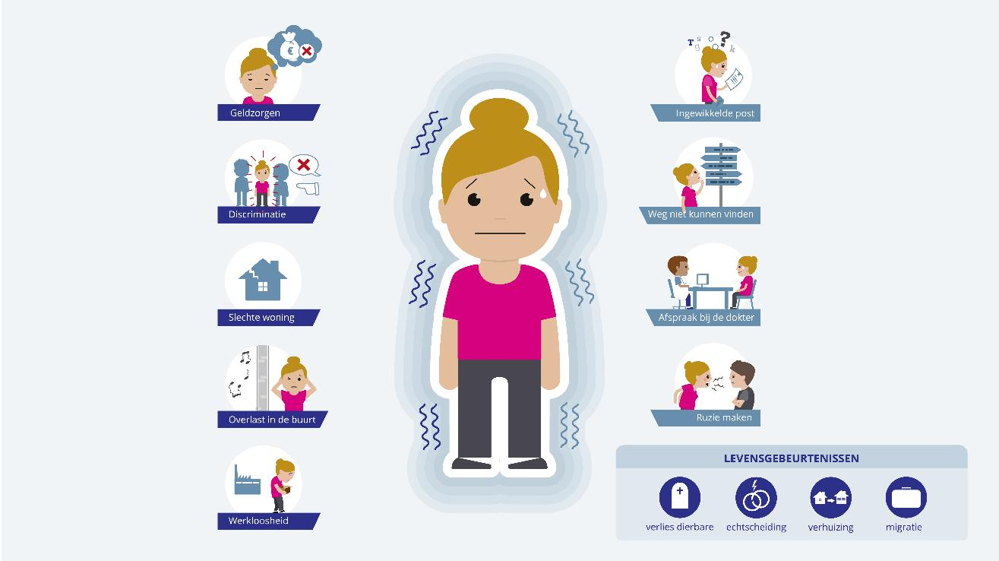 Geldzorgen
Discriminatie
Slechte woning
Overlast in de buurt
Werkloosheid
T s o ?
g o k
Ingewikkelde post
Weg niet kunnen vinden
Afspraak bij de dokter
Ruzie maken
LEVENSGEBEURTENISSEN
verlies dierbare echtscheiding verhuizing migratie